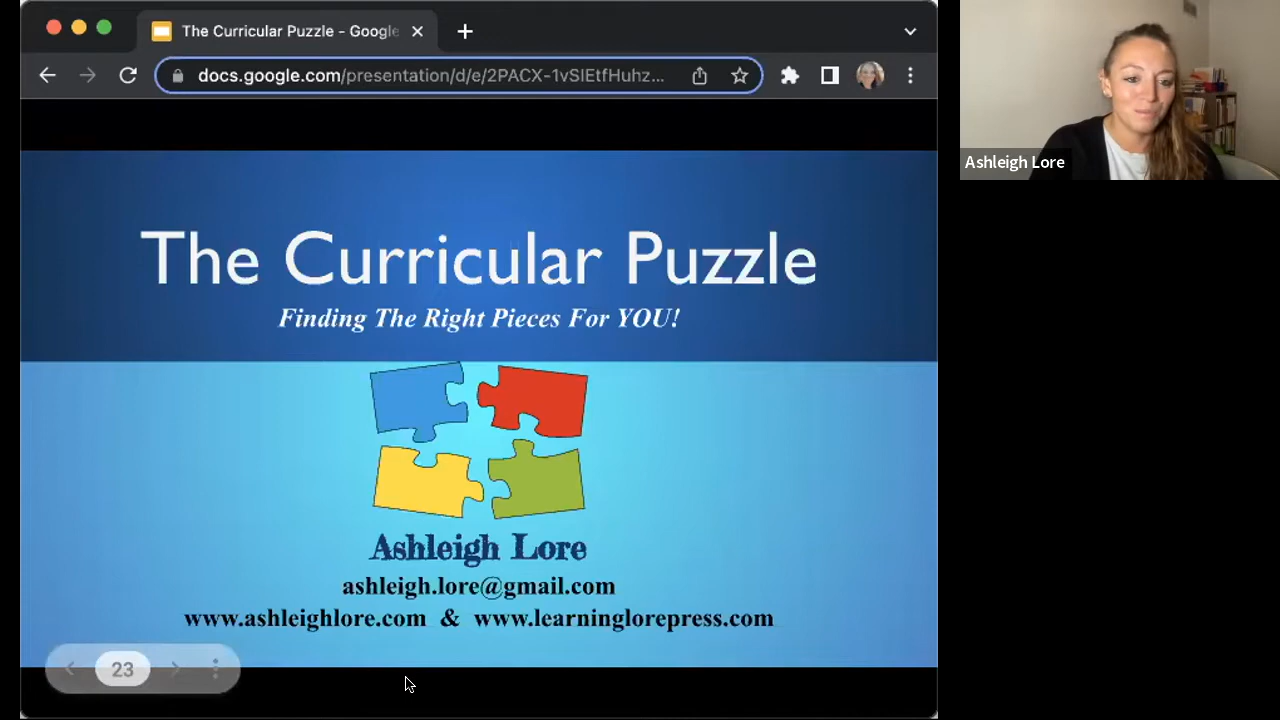 The Curricular Puzzle - Google
docs.google.com/presentation/d/e/2PACX-1vSlEtfHuhz...
Ashleigh Lore
The Curricular Puzzle
Finding The Right Pieces For YOU!
Ashleigh Lore
ashleigh.lore@gmail.com
www.ashleighlore.com & www.learninglorepress.com
23